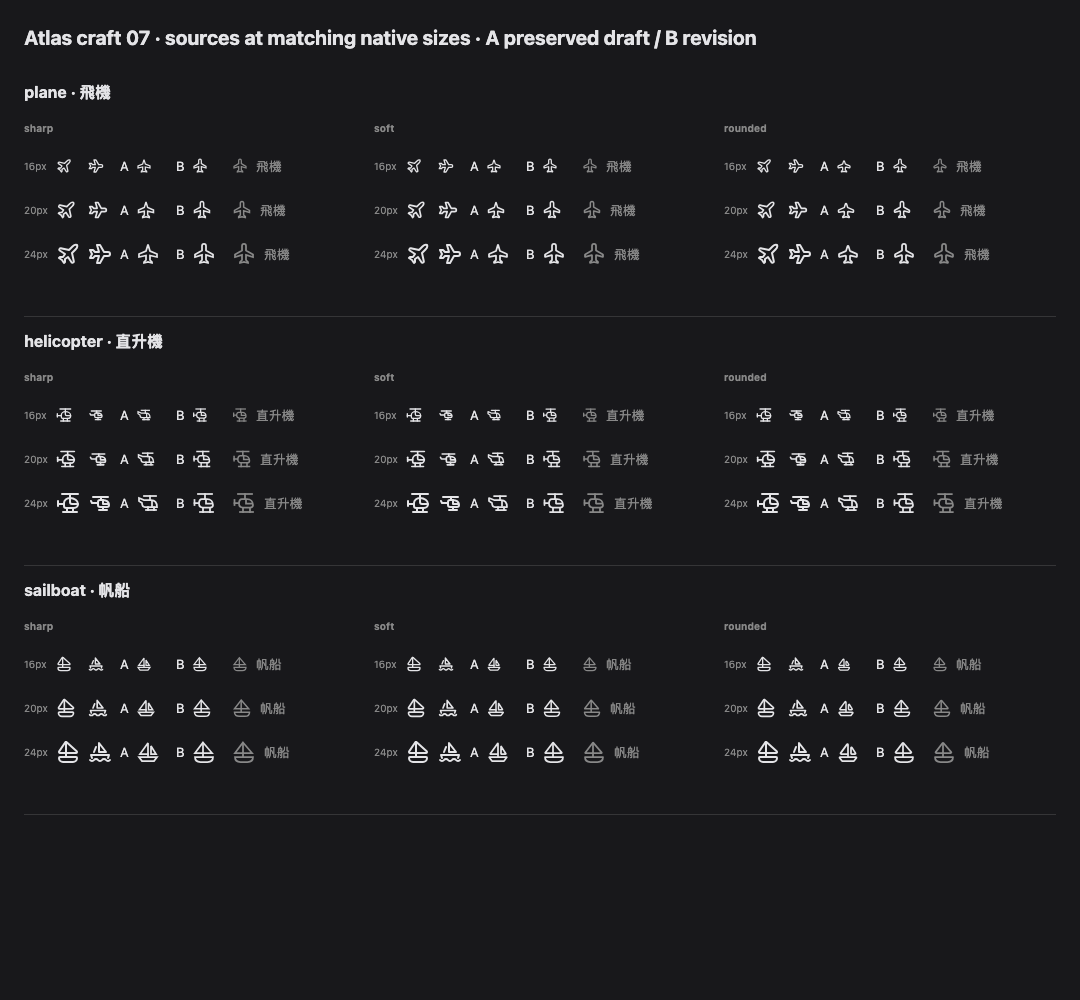 Atlas craft 07 · sources at matching native sizes · A preserved draft / B revision
plane · 飛機
sharp soft rounded
16px A B 飛機 16px A B 飛機 16px A B 飛機
20px A B 飛機 20px A B 飛機 20px A B 飛機
24px A B 飛機 24px A B 飛機 24px A B 飛機
helicopter · 直升機
sharp soft rounded
16px A B 直升機 16px A B 直升機 16px A B 直升機
20px A B 直升機 20px A B 直升機 20px A B 直升機
24px A B 直升機 24px A B 直升機 24px A B 直升機
sailboat · 帆船
sharp soft rounded
16px A B 帆船 16px A B 帆船 16px A B 帆船
20px A B 帆船 20px A B 帆船 20px A B 帆船
24px A B 帆船 24px A B 帆船 24px A B 帆船